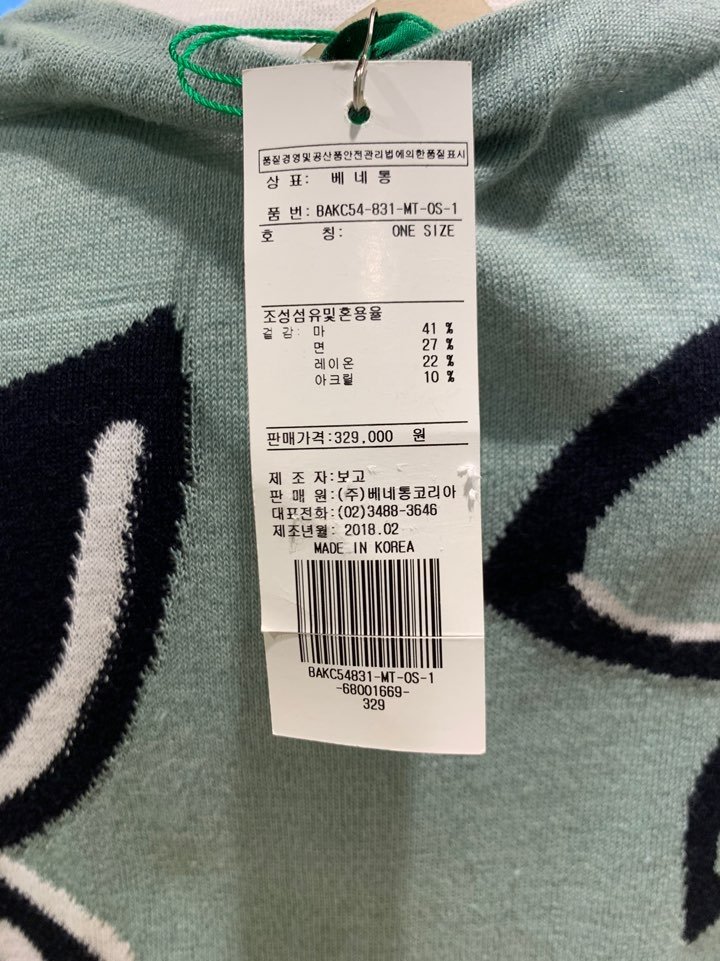 품질경영및공산품안전관리법에의한품질표시
상 표: 베 네 통
품 번: BAKC54-831-MT-OS-1
호 칭: ONE SIZE
조성섬유및혼용율
겉 감: 마 41 %
면 27 %
레이온 22 %
아크릴 10 %
판매가격:329,000 원
제 조 자:보고
판 매 원:(주)베네통코리아
대표전화:(02)3488-3646
제조년월: 2018.02
MADE IN KOREA
BAKC54831-MT-OS-1
-68001669-
329